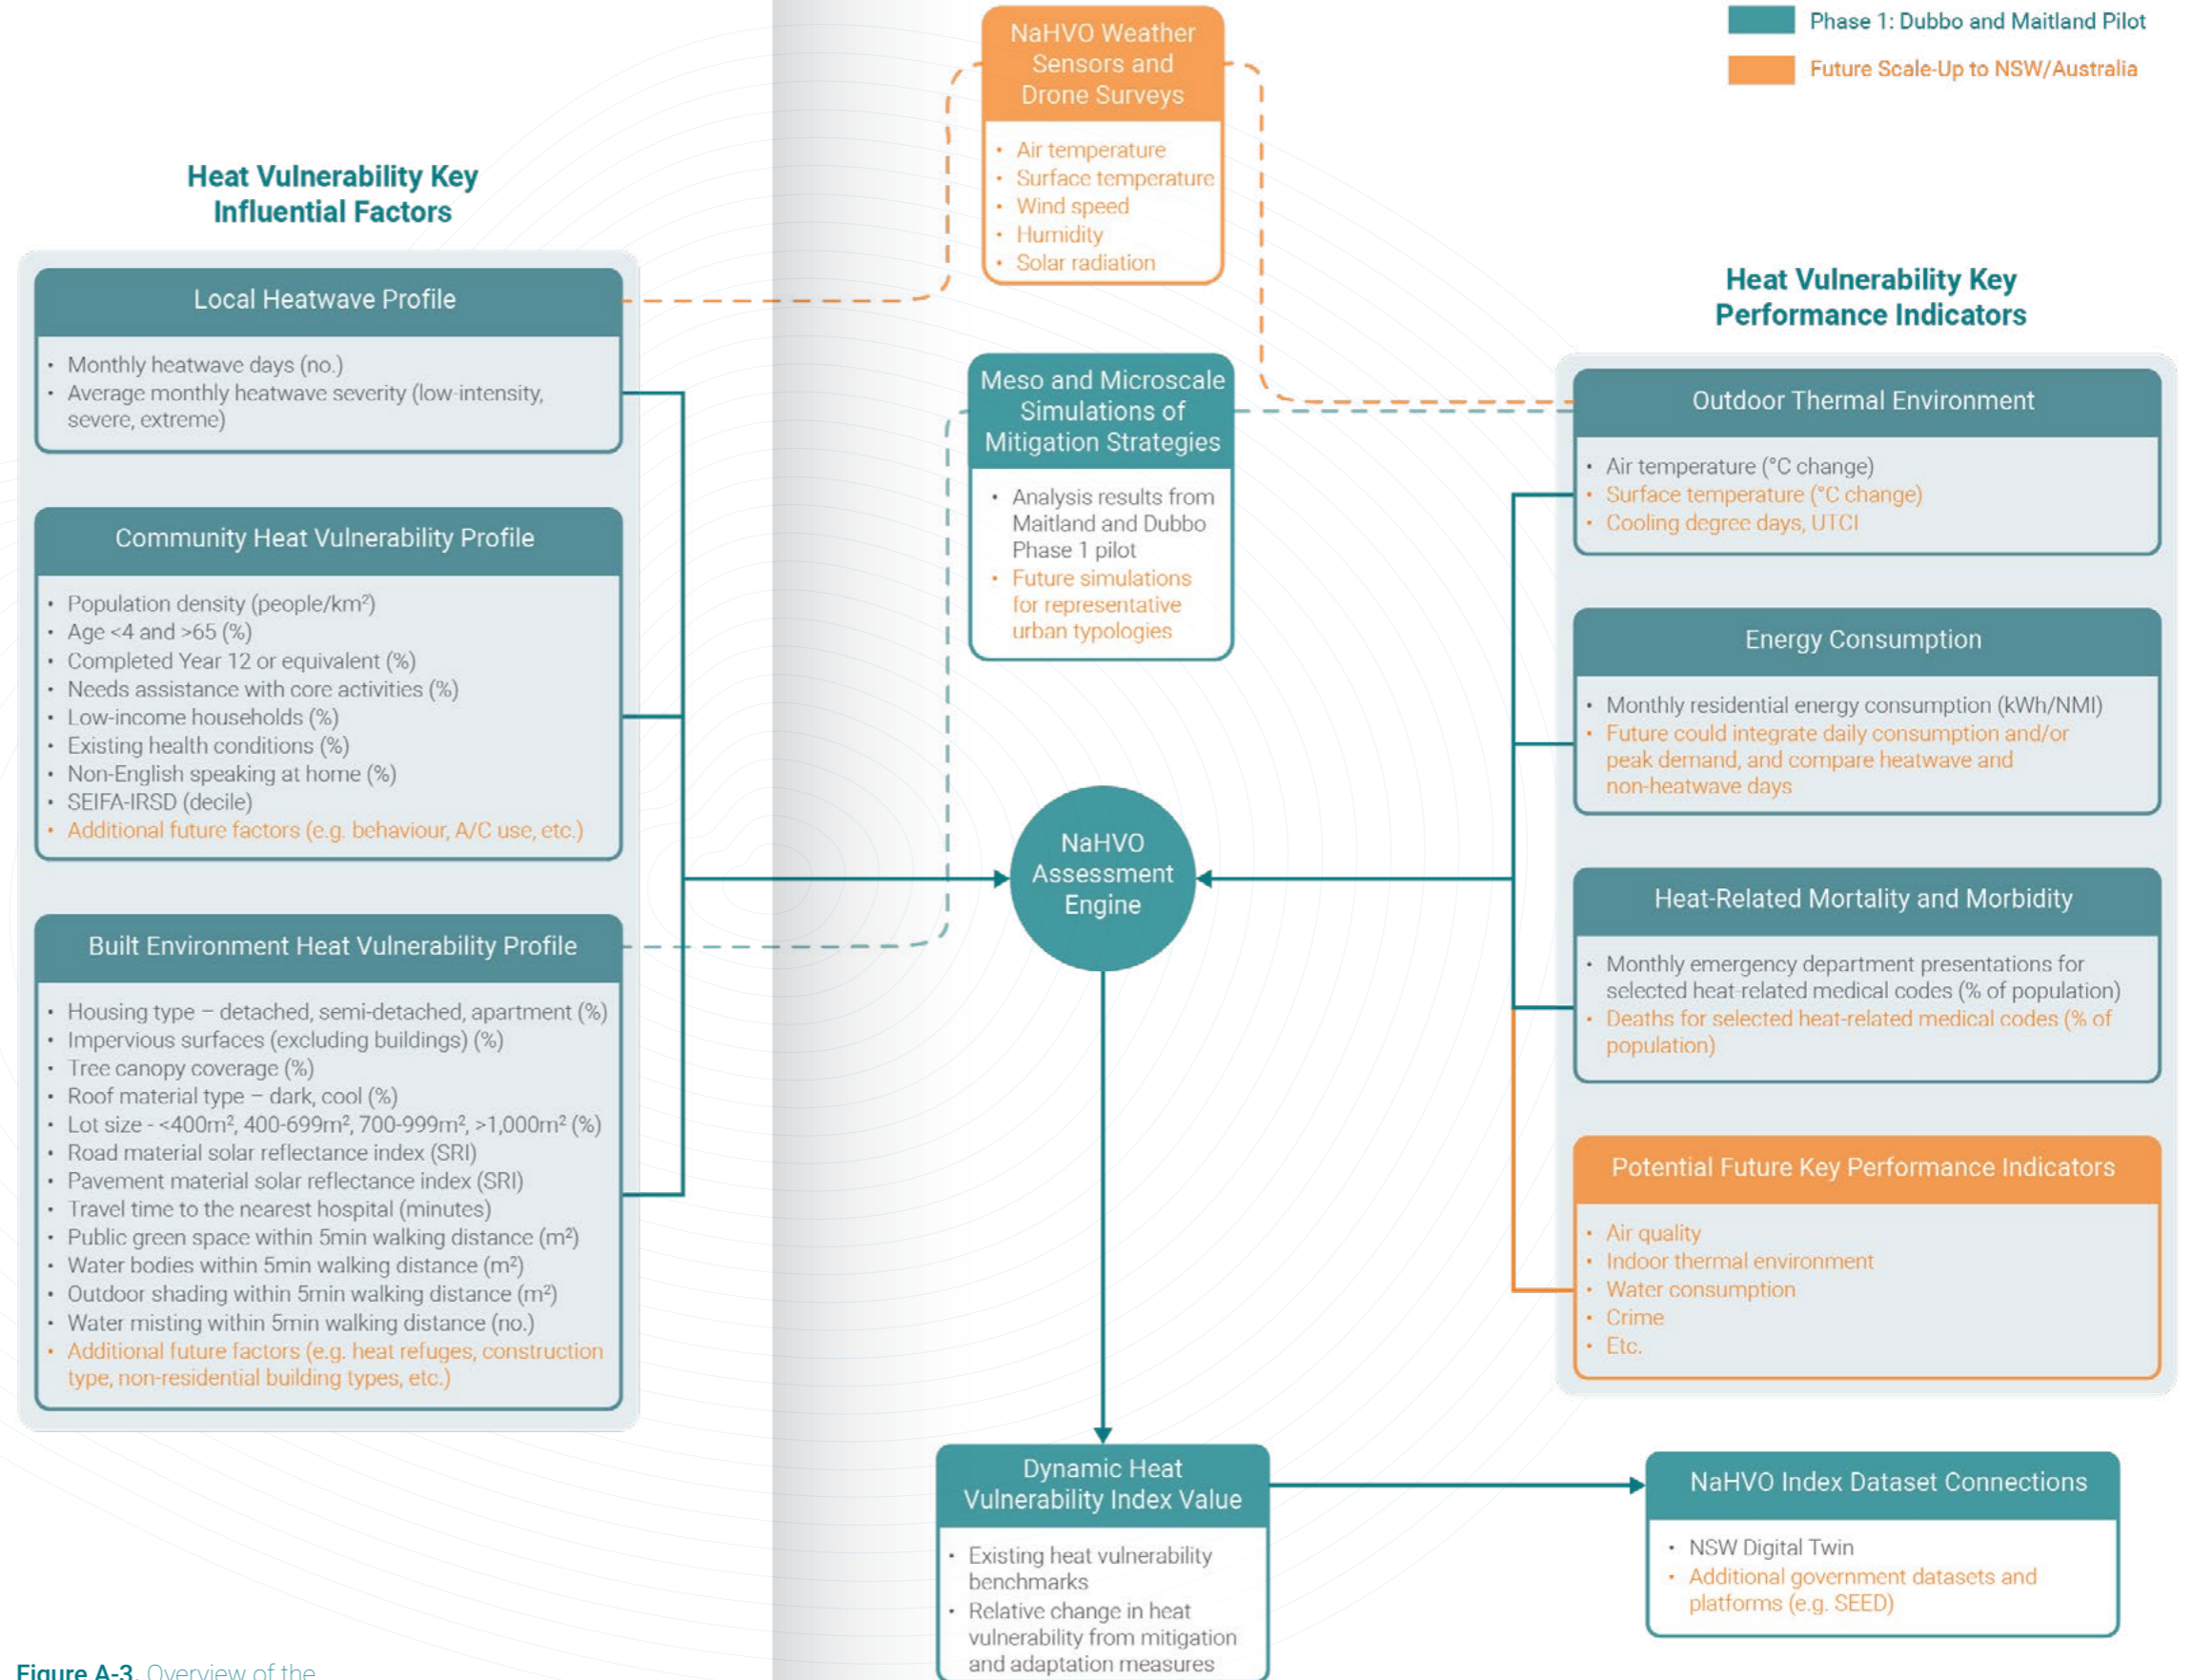 Phase 1: Dubbo and Maitland Pilot
Future Scale-Up to NSW/Australia
NaHVO Weather
Sensors and
Drone Surveys
• Air temperature
• Surface temperature
• Wind speed
• Humidity
• Solar radiation
Heat Vulnerability Key
Influential Factors
Local Heatwave Profile
• Monthly heatwave days (no.)
• Average monthly heatwave severity (low-intensity,
severe, extreme)
Community Heat Vulnerability Profile
• Population density (people/km²)
• Age <4 and >65 (%)
• Completed Year 12 or equivalent (%)
• Needs assistance with core activities (%)
• Low-income households (%)
• Existing health conditions (%)
• Non-English speaking at home (%)
• SEIFA-IRSD (decile)
• Additional future factors (e.g. behaviour, A/C use, etc.)
Built Environment Heat Vulnerability Profile
• Housing type – detached, semi-detached, apartment (%)
• Impervious surfaces (excluding buildings) (%)
• Tree canopy coverage (%)
• Roof material type – dark, cool (%)
• Lot size - <400m², 400-699m², 700-999m², >1,000m² (%)
• Road material solar reflectance index (SRI)
• Pavement material solar reflectance index (SRI)
• Travel time to the nearest hospital (minutes)
• Public green space within 5min walking distance (m²)
• Water bodies within 5min walking distance (m²)
• Outdoor shading within 5min walking distance (m²)
• Water misting within 5min walking distance (no.)
• Additional future factors (e.g. heat refuges, construction
type, non-residential building types, etc.)
Meso and Microscale
Simulations of
Mitigation Strategies
• Analysis results from
Maitland and Dubbo
Phase 1 pilot
• Future simulations
for representative
urban typologies
NaHVO
Assessment
Engine
Heat Vulnerability Key
Performance Indicators
Outdoor Thermal Environment
• Air temperature (°C change)
• Surface temperature (°C change)
• Cooling degree days, UTCI
Energy Consumption
• Monthly residential energy consumption (kWh/NMI)
• Future could integrate daily consumption and/or
peak demand, and compare heatwave and
non-heatwave days
Heat-Related Mortality and Morbidity
• Monthly emergency department presentations for
selected heat-related medical codes (% of population)
• Deaths for selected heat-related medical codes (% of
population)
Potential Future Key Performance Indicators
• Air quality
• Indoor thermal environment
• Water consumption
• Crime
• Etc.
Dynamic Heat
Vulnerability Index Value
• Existing heat vulnerability
benchmarks
• Relative change in heat
vulnerability from mitigation
and adaptation measures
NaHVO Index Dataset Connections
• NSW Digital Twin
• Additional government datasets and
platforms (e.g. SEED)
Figure A-3. Overview of the